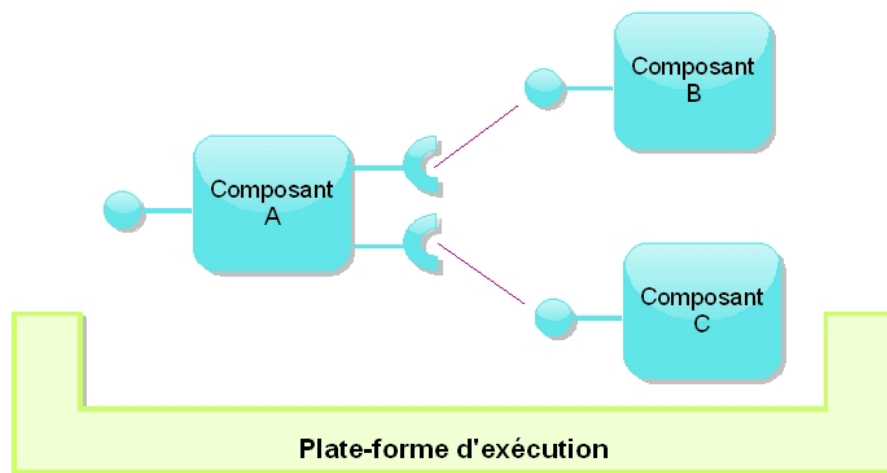 Composant
B
Composant
A
Composant
C
Plate-forme d'exécution